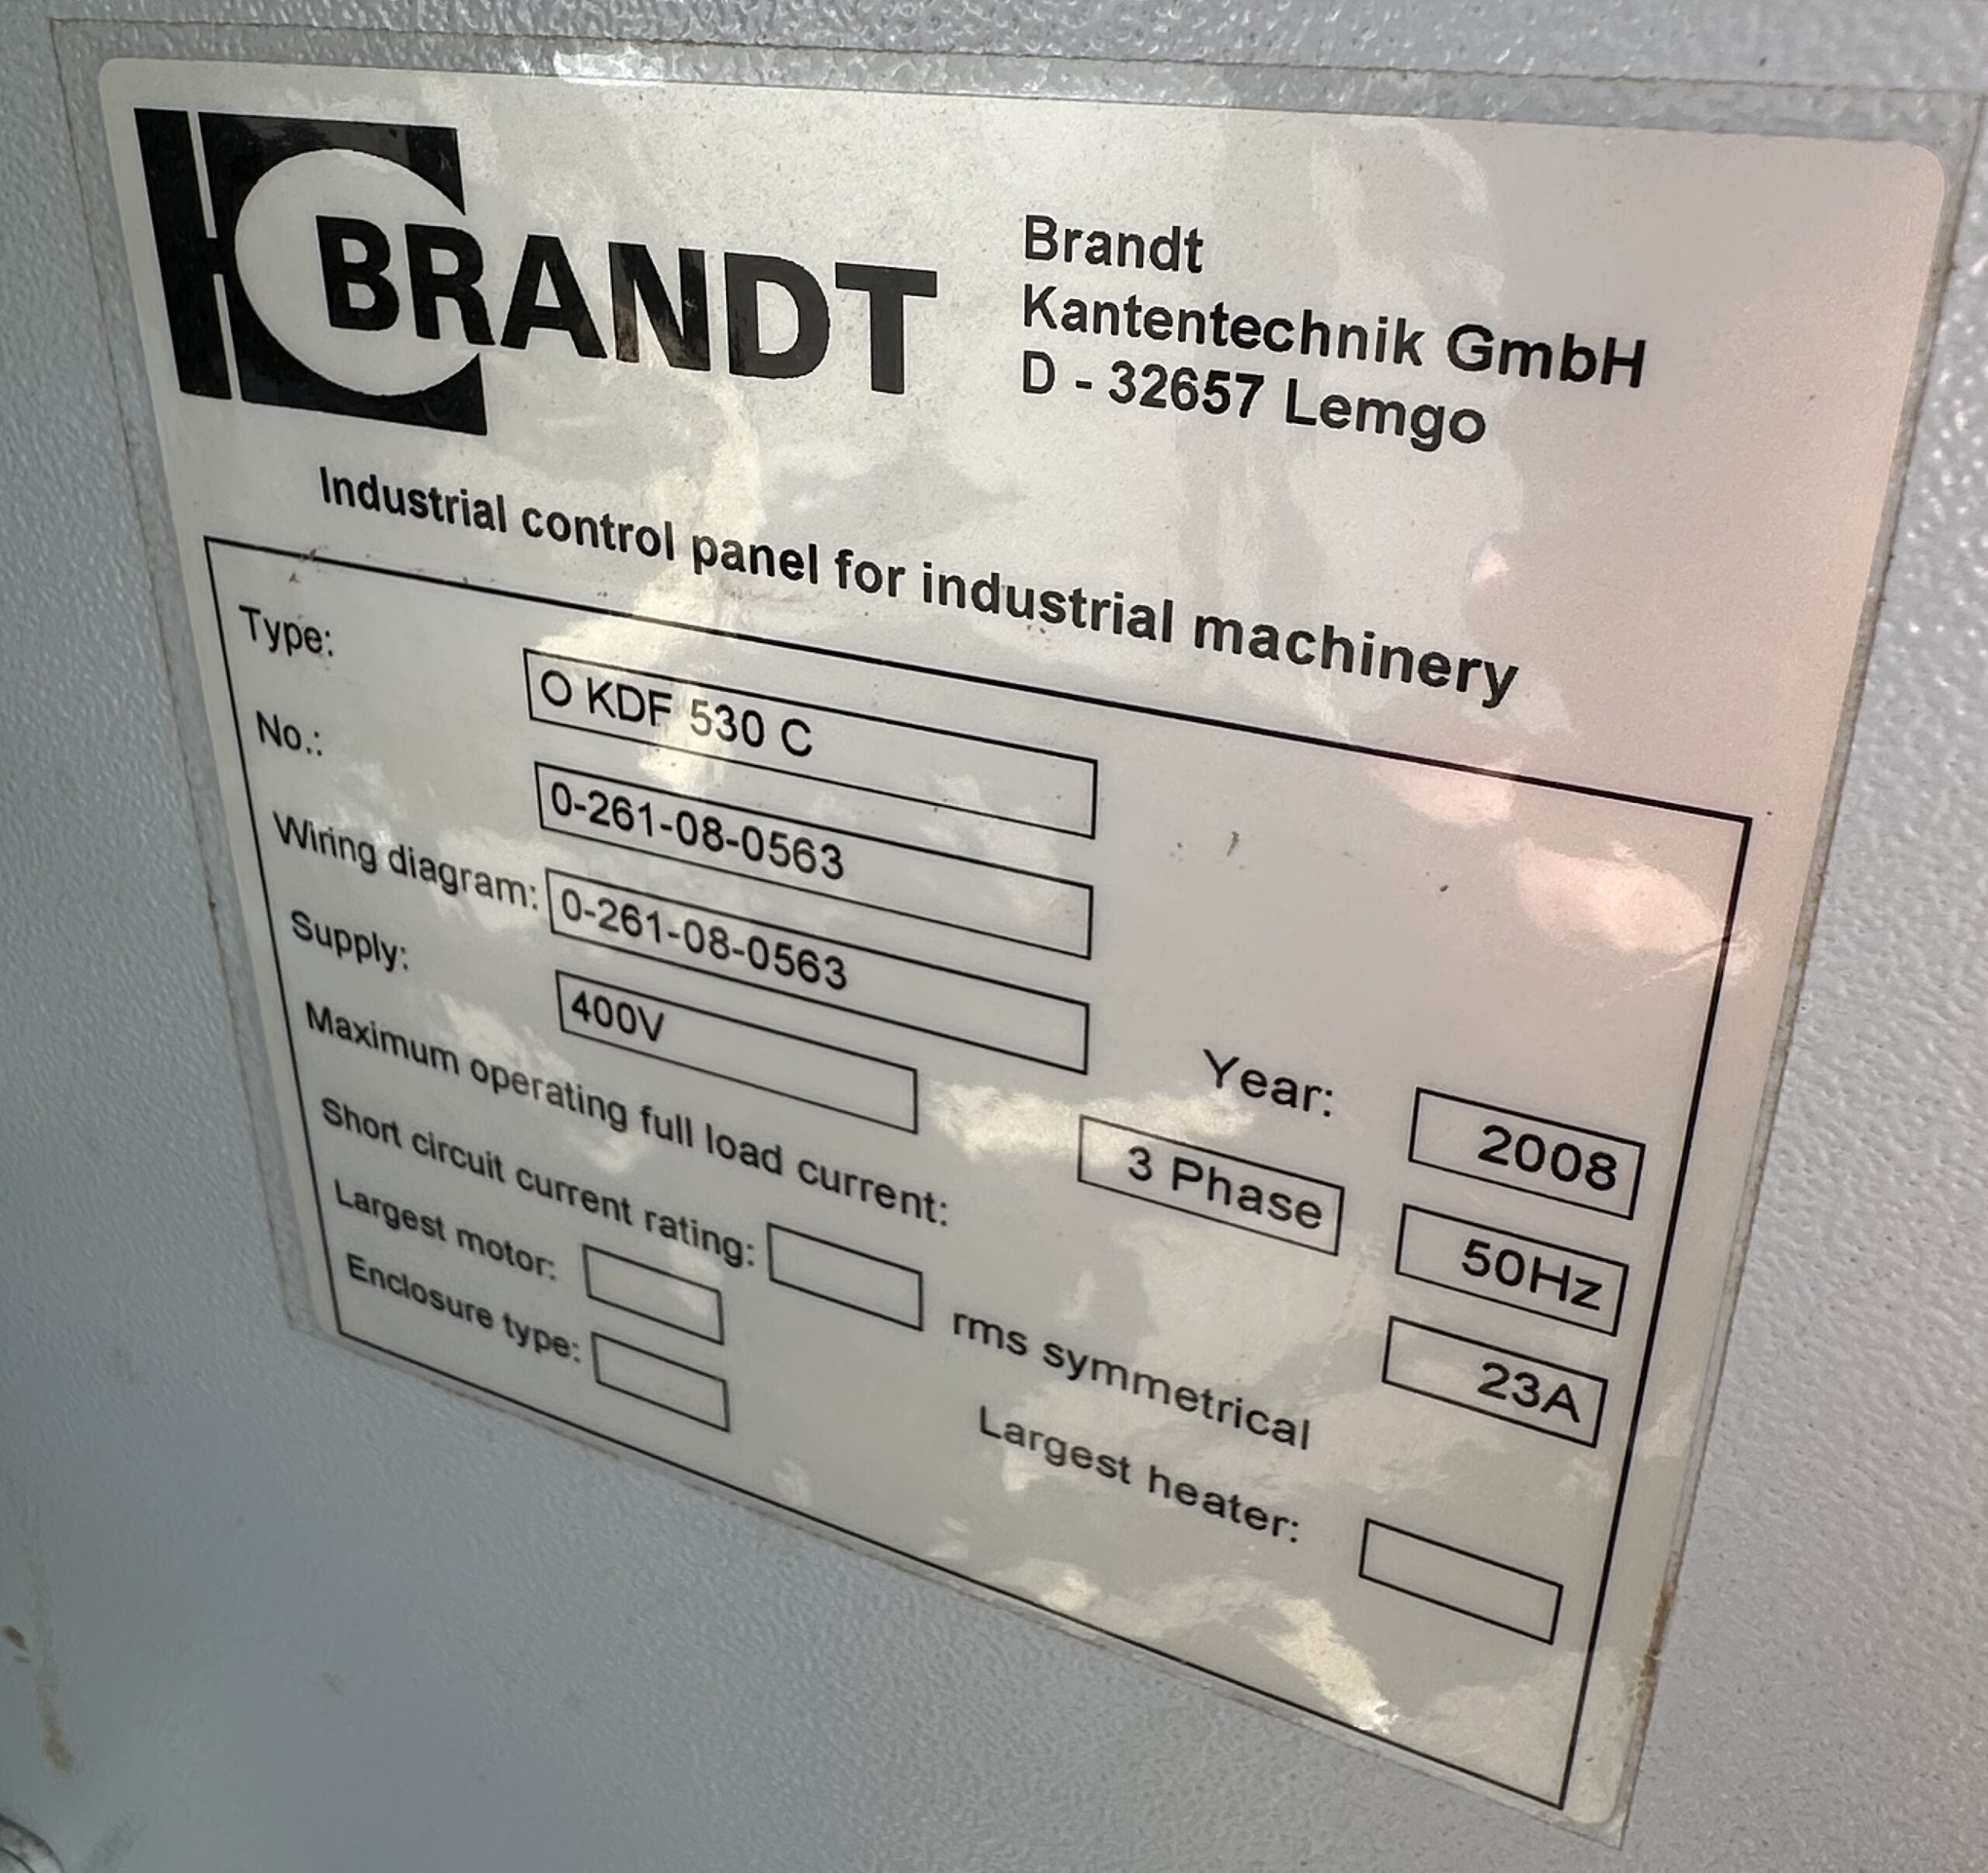 BRANDT
Brandt
Kantentechnik GmbH
D - 32657 Lemgo
Industrial control panel for industrial machinery
Type: O KDF 530 C
No.: 0-261-08-0563
Wiring diagram: 0-261-08-0563
Year: 2008
Supply: 400V 3 Phase 50Hz
Maximum operating full load current: 23A
Short circuit current rating: rms symmetrical
Largest motor: Largest heater:
Enclosure type: